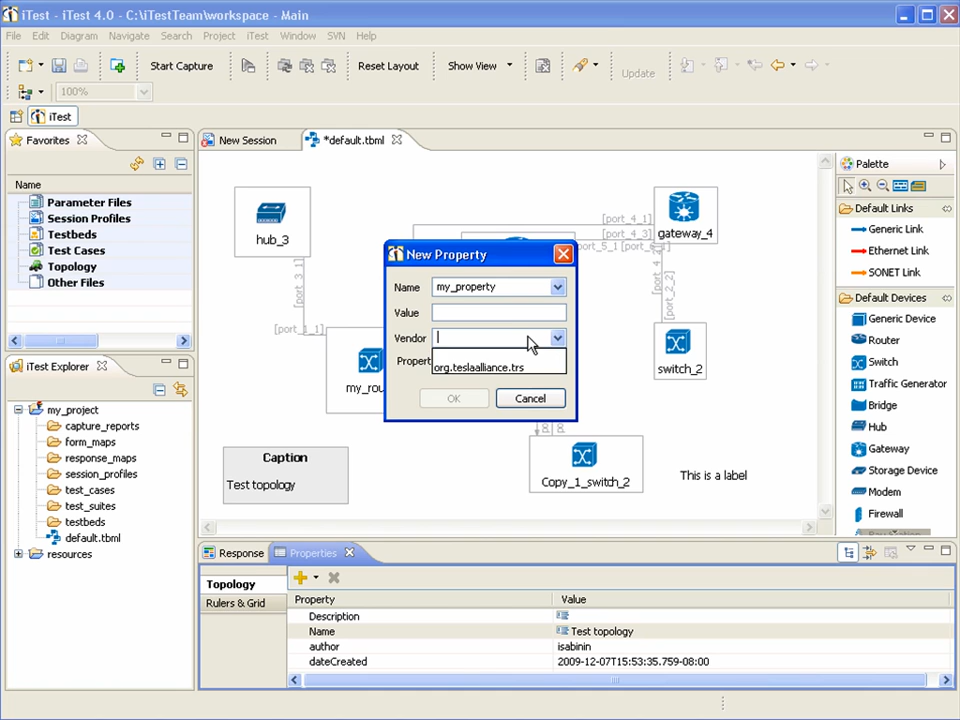 iTest - iTest 4.0 - C:\iTestTeam\workspace - Main
File Edit Diagram Navigate Search Project iTest Window SVN Help
Start Capture Reset Layout Show View Update
100%
iTest
Favorites
Name
Parameter Files
Session Profiles
Testbeds
Test Cases
Topology
Other Files
iTest Explorer
my_project
capture_reports
form_maps
response_maps
session_profiles
test_cases
test_suites
testbeds
default.tbml
resources
New Session
*default.tbml
hub_3
[port_3_1]
[port_1_1]
my_rou
[port_4_1]
[port_4_3]
port_5_1
gateway_4
[port_2_2]
switch_2
Copy_1_switch_2
This is a label
Caption
Test topology
New Property
Name my_property
Value
Vendor
org.teslaalliance.trs
Propert
OK Cancel
Palette
Default Links
Generic Link
Ethernet Link
SONET Link
Default Devices
Generic Device
Router
Switch
Traffic Generator
Bridge
Hub
Gateway
Storage Device
Modem
Firewall
Response
Properties
Topology
Rulers & Grid
Property Value
Description
Name Test topology
author isabinin
dateCreated 2009-12-07T15:53:35.759-08:00